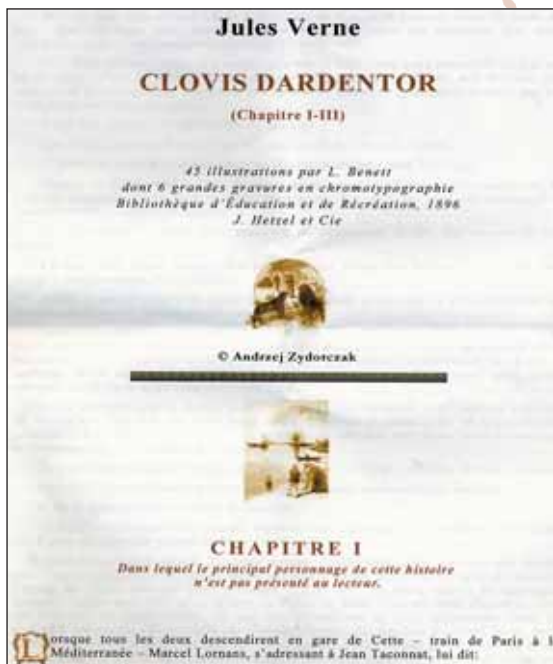 Jules Verne
CLOVIS DARDENTOR
(Chapitre I-III)
45 illustrations par L. Benett
dont 6 grandes gravures en chromotypographie
Bibliothèque d'Éducation et de Récréation, 1896
J. Hetzel et Cie
© Andrzej Zydorczak
CHAPITRE I
Dans lequel le principal personnage de cette histoire
n'est pas présenté au lecteur.
Lorsque tous les deux descendirent en gare de Cette – train de Paris à l
Méditerranée – Marcel Lornans, s'adressant à Jean Taconnat, lui dit: